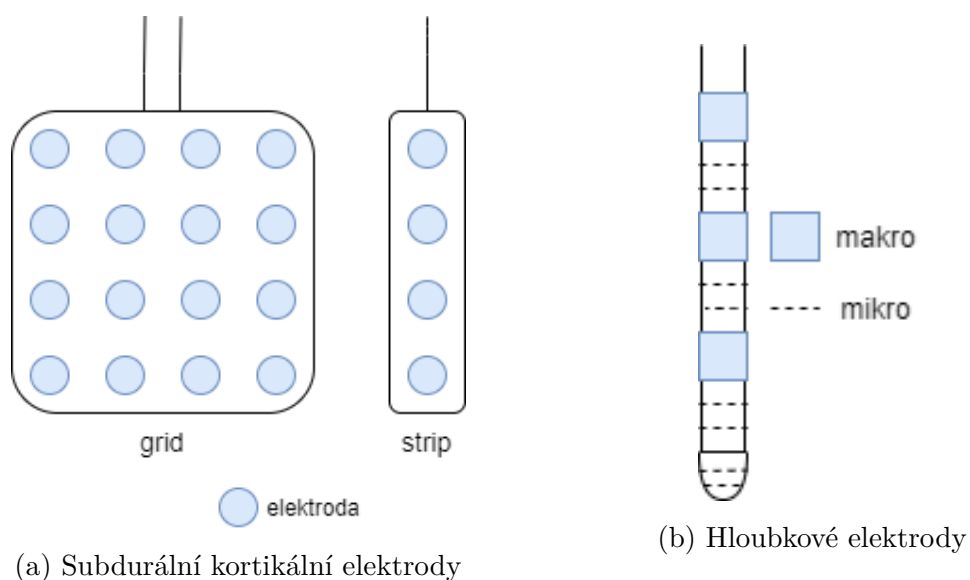 grid
strip
elektroda
(a) Subdurální kortikální elektrody
makro
mikro
(b) Hloubkové elektrody